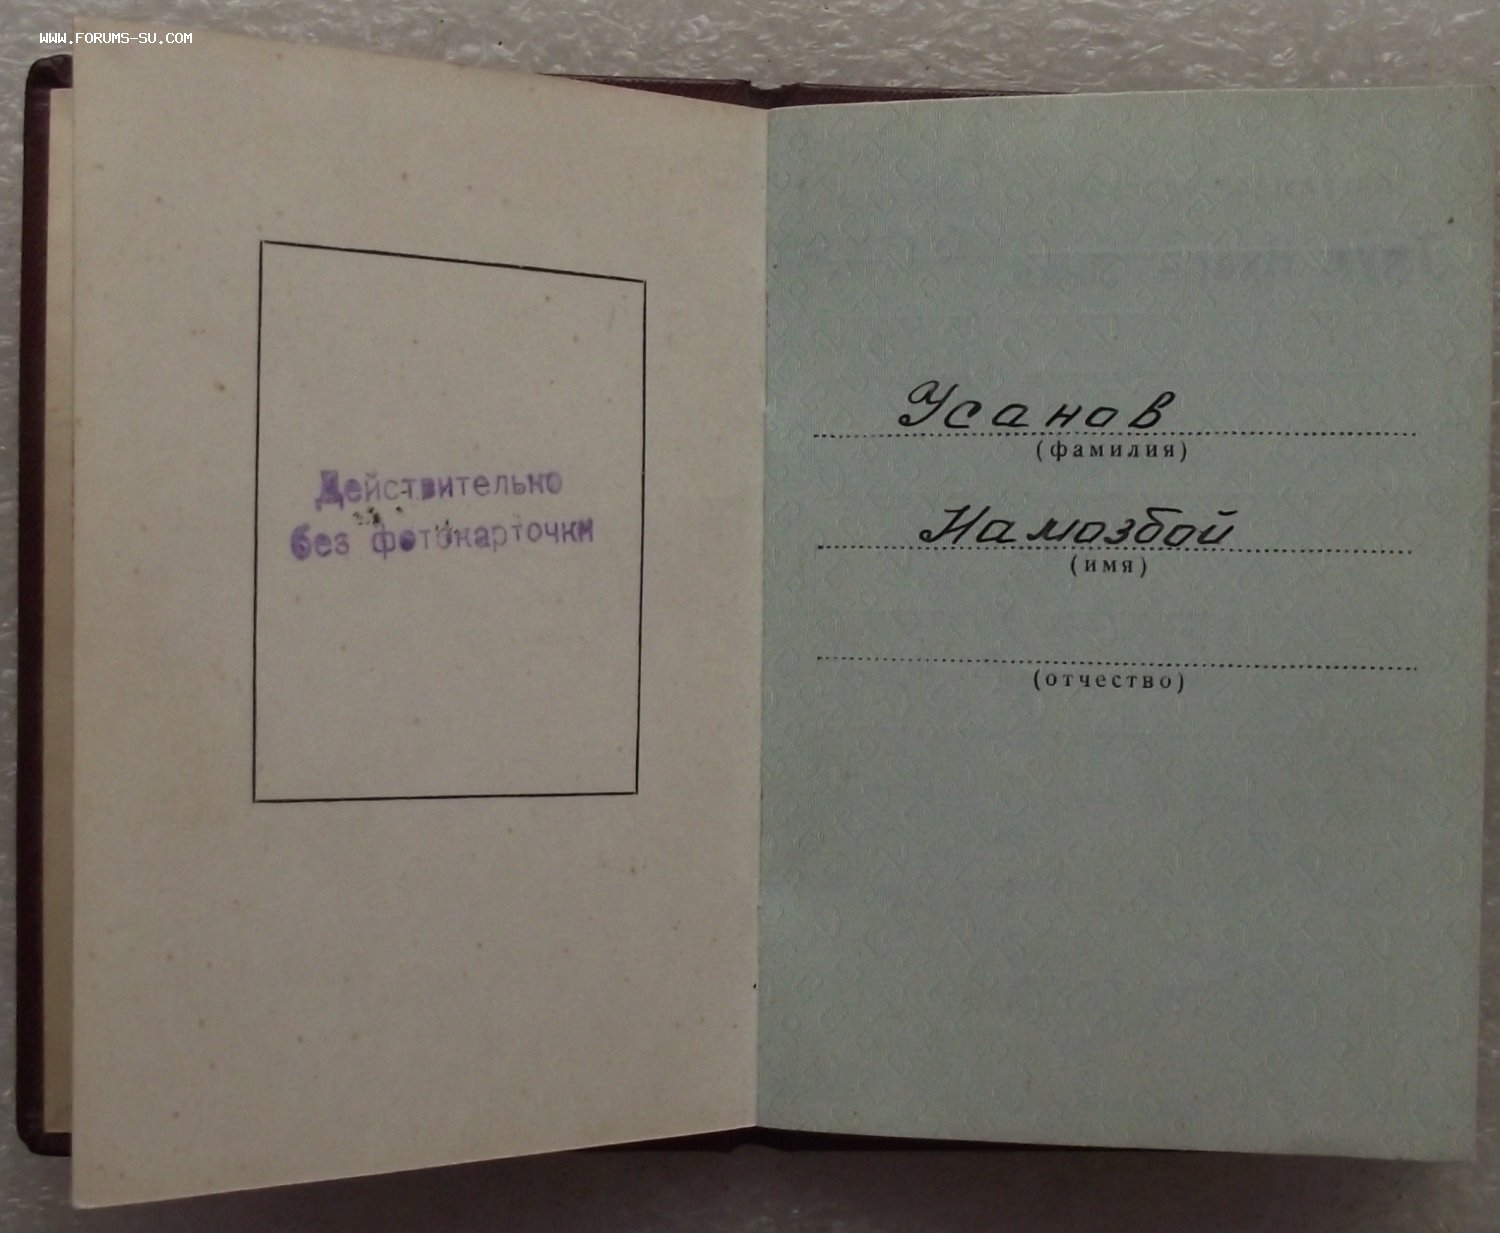 WWW.FORUMS-SU.COM
Действительно
без фотокарточки
Усанов
(фамилия)
Намозбой
(имя)
(отчество)